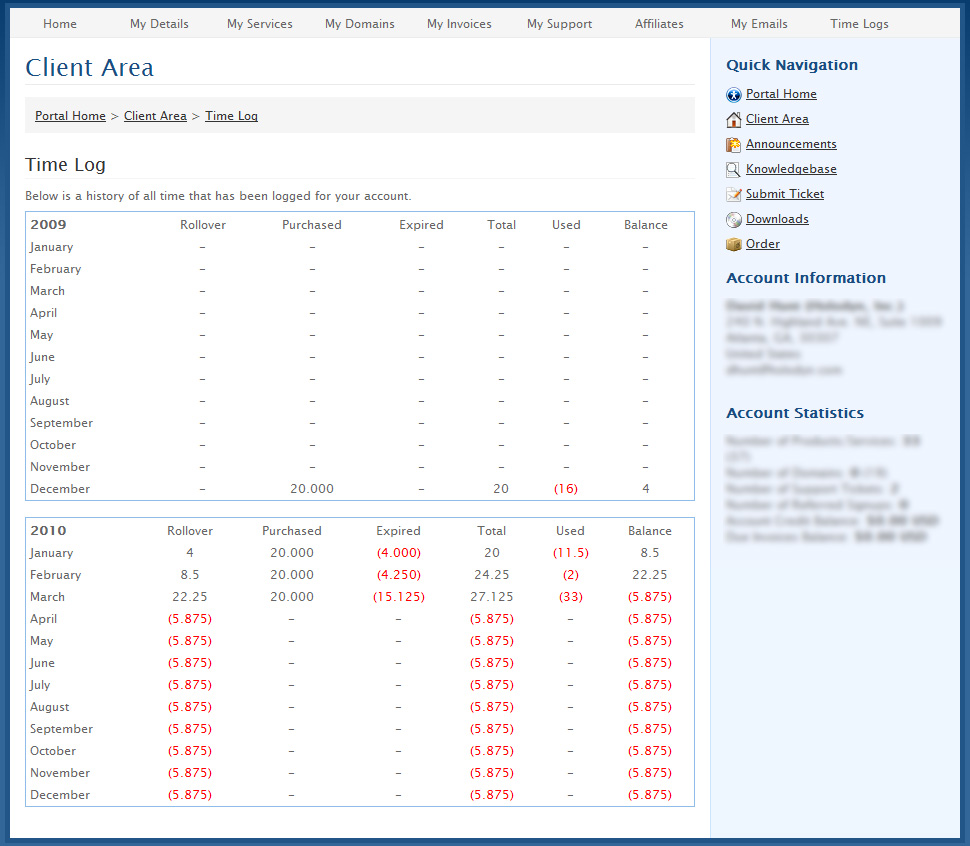 Home My Details My Services My Domains My Invoices My Support Affiliates My Emails Time Logs
Client Area
Portal Home > Client Area > Time Log
Time Log
Below is a history of all time that has been logged for your account.
2009 Rollover Purchased Expired Total Used Balance
January – – – – – –
February – – – – – –
March – – – – – –
April – – – – – –
May – – – – – –
June – – – – – –
July – – – – – –
August – – – – – –
September – – – – – –
October – – – – – –
November – – – – – –
December – 20.000 – 20 (16) 4
2010 Rollover Purchased Expired Total Used Balance
January 4 20.000 (4.000) 20 (11.5) 8.5
February 8.5 20.000 (4.250) 24.25 (2) 22.25
March 22.25 20.000 (15.125) 27.125 (33) (5.875)
April (5.875) – – (5.875) – (5.875)
May (5.875) – – (5.875) – (5.875)
June (5.875) – – (5.875) – (5.875)
July (5.875) – – (5.875) – (5.875)
August (5.875) – – (5.875) – (5.875)
September (5.875) – – (5.875) – (5.875)
October (5.875) – – (5.875) – (5.875)
November (5.875) – – (5.875) – (5.875)
December (5.875) – – (5.875) – (5.875)
Quick Navigation
Portal Home
Client Area
Announcements
Knowledgebase
Submit Ticket
Downloads
Order
Account Information
Account Statistics